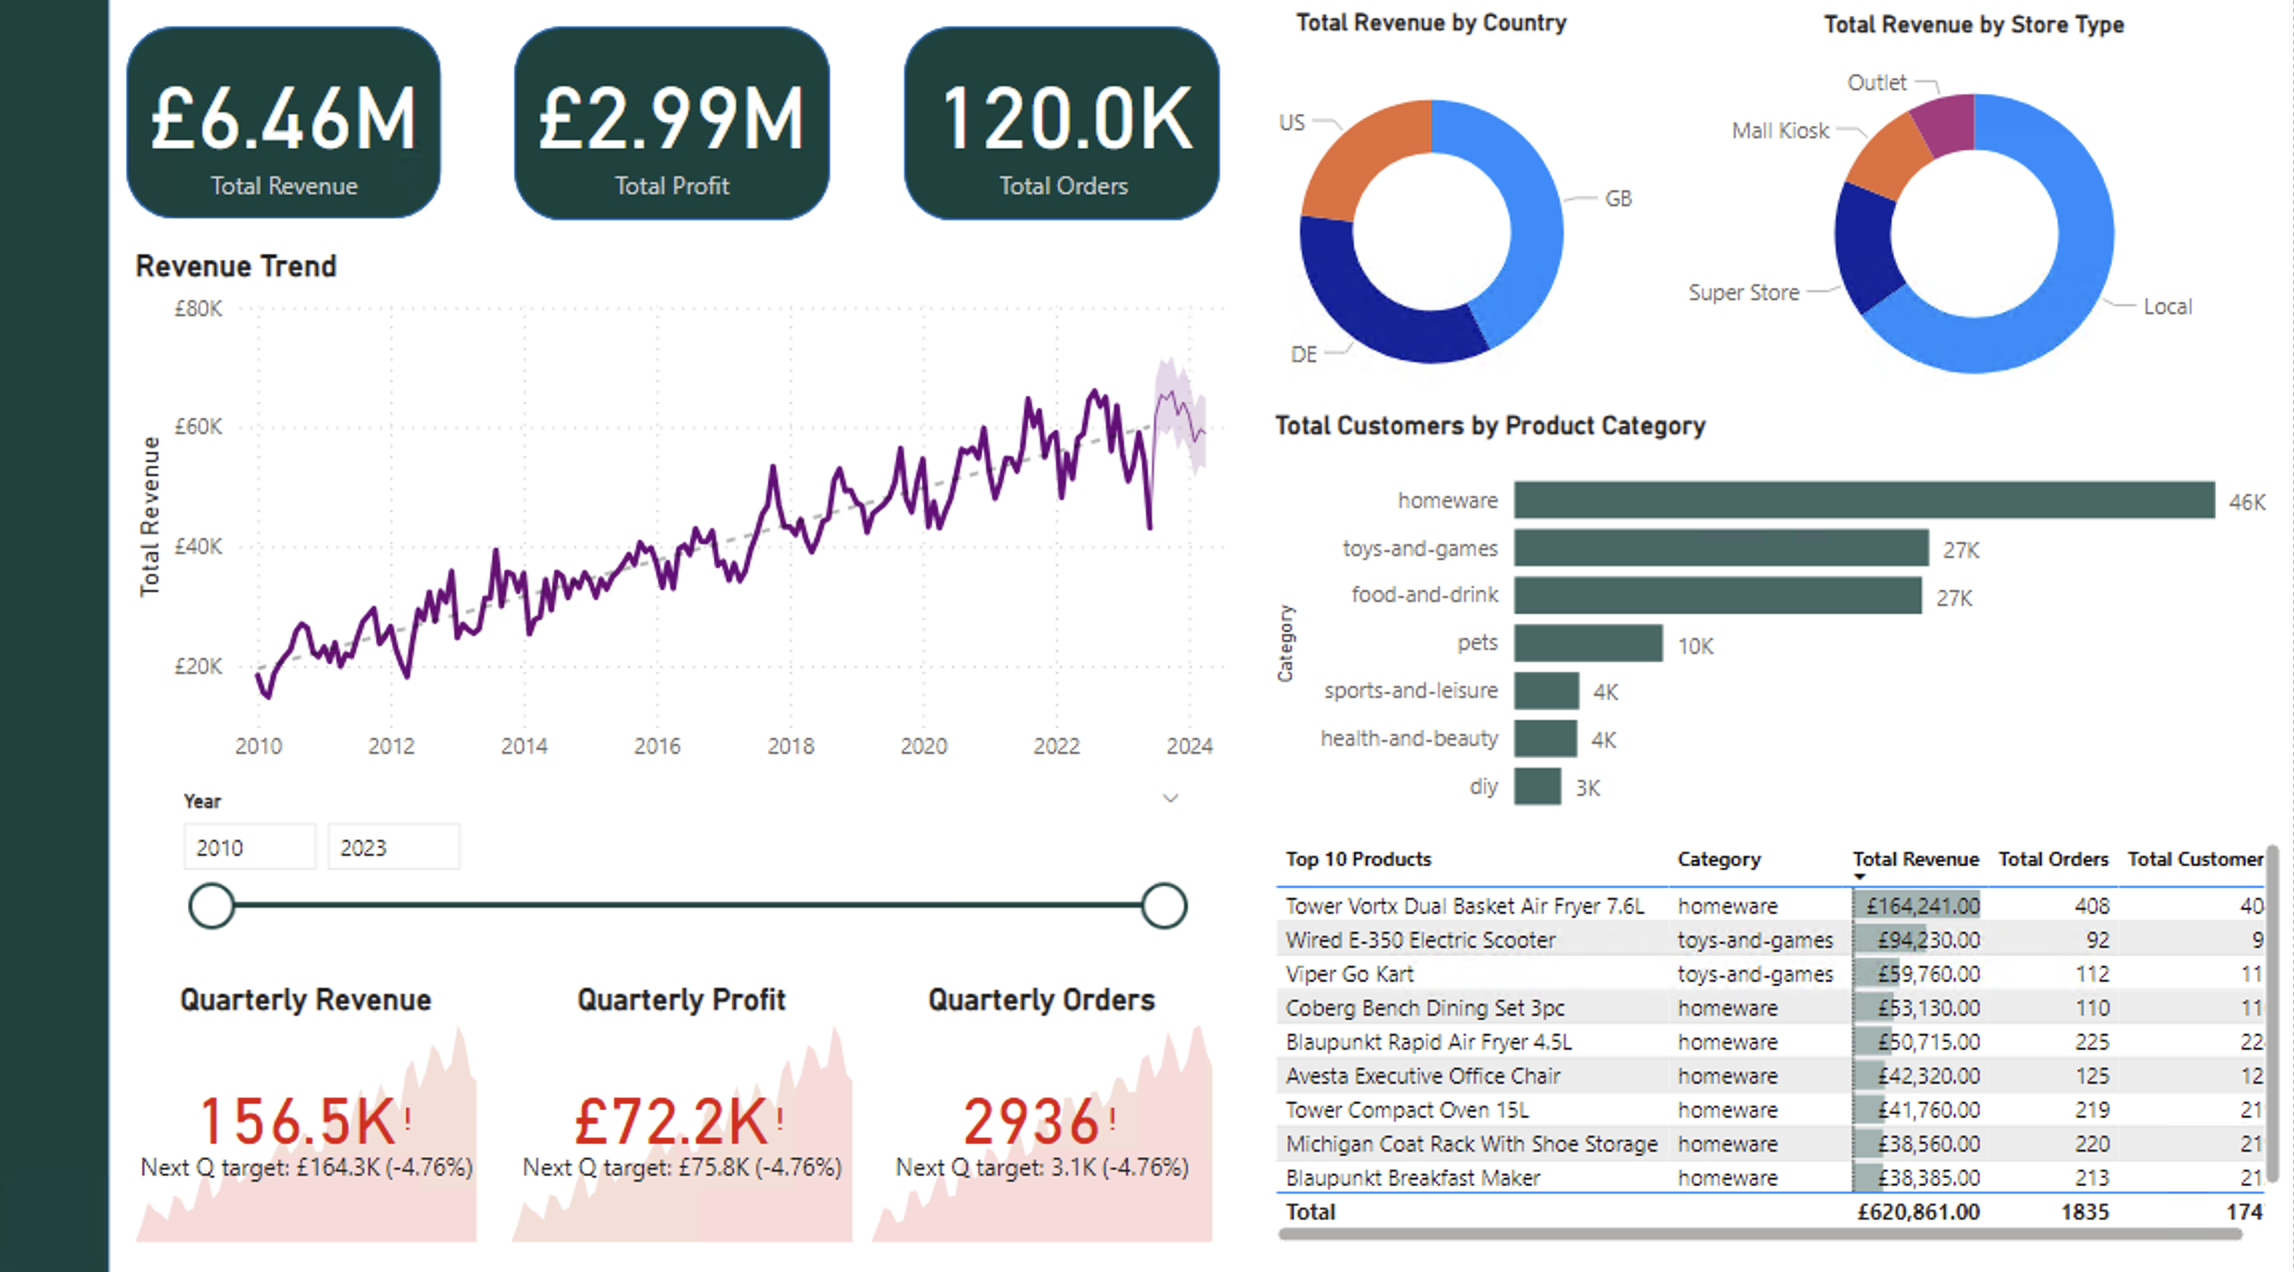 £6.46M
Total Revenue
£2.99M
Total Profit
120.0K
Total Orders
Revenue Trend
Total Revenue
£80K
£60K
£40K
£20K
2010 2012 2014 2016 2018 2020 2022 2024
Year
2010 2023
Quarterly Revenue
156.5K!
Next Q target: £164.3K (-4.76%)
Quarterly Profit
£72.2K!
Next Q target: £75.8K (-4.76%)
Quarterly Orders
2936!
Next Q target: 3.1K (-4.76%)
Total Revenue by Country
US
GB
DE
Total Revenue by Store Type
Outlet
Mall Kiosk
Super Store
Local
Total Customers by Product Category
Category
homeware 46K
toys-and-games 27K
food-and-drink 27K
pets 10K
sports-and-leisure 4K
health-and-beauty 4K
diy 3K
Top 10 Products Category Total Revenue Total Orders Total Customer
Tower Vortx Dual Basket Air Fryer 7.6L homeware £164,241.00 408 40
Wired E-350 Electric Scooter toys-and-games £94,230.00 92 9
Viper Go Kart toys-and-games £59,760.00 112 11
Coberg Bench Dining Set 3pc homeware £53,130.00 110 11
Blaupunkt Rapid Air Fryer 4.5L homeware £50,715.00 225 22
Avesta Executive Office Chair homeware £42,320.00 125 12
Tower Compact Oven 15L homeware £41,760.00 219 21
Michigan Coat Rack With Shoe Storage homeware £38,560.00 220 21
Blaupunkt Breakfast Maker homeware £38,385.00 213 21
Total £620,861.00 1835 174